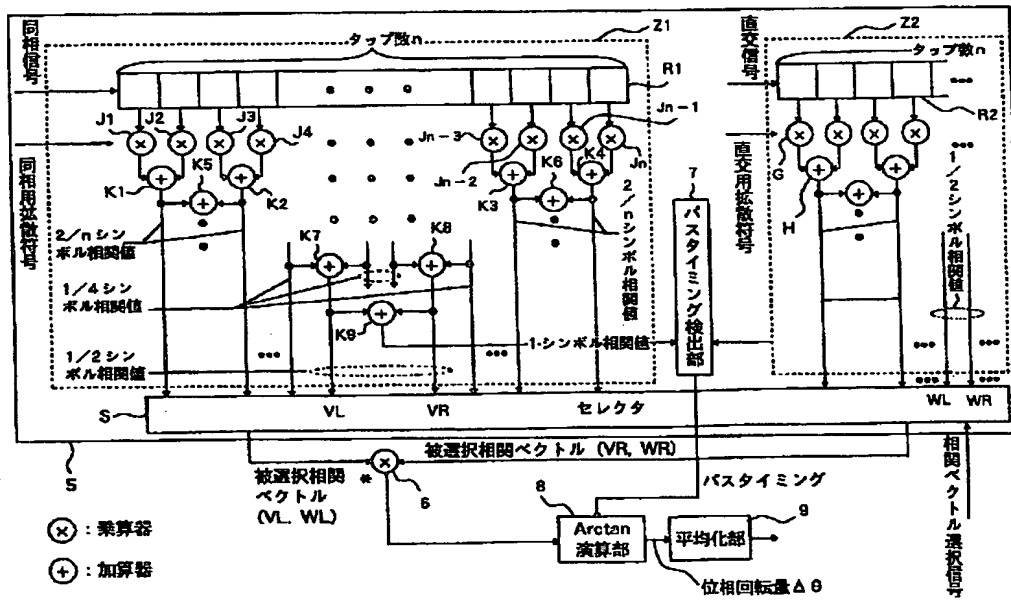 同相信号
同相用拡散符号
タップ数n
Z1
R1
J1
J2
J3
J4
Jn-3
Jn-2
Jn-1
Jn
K1
K5
K2
K3
K6
K4
2/nシン
ボル相関値
2/nシンボル相関値
K7
K8
1/4シン
ボル相関値
K9
1シンボル相関値
1/2シン
ボル相関値
VL
VR
セレクタ
S
5
7
パスタイミング検出部
直交信号
直交用拡散符号
Z2
タップ数n
R2
G
H
1/2シンボル相関値
WL
WR
被選択相関ベクトル (VR, WR)
被選択相関
ベクトル
(VL, WL)
*
6
パスタイミング
8
Arctan
演算部
9
平均化部
位相回転量Δθ
相関ベクトル選択信号
× : 乗算器
+ : 加算器